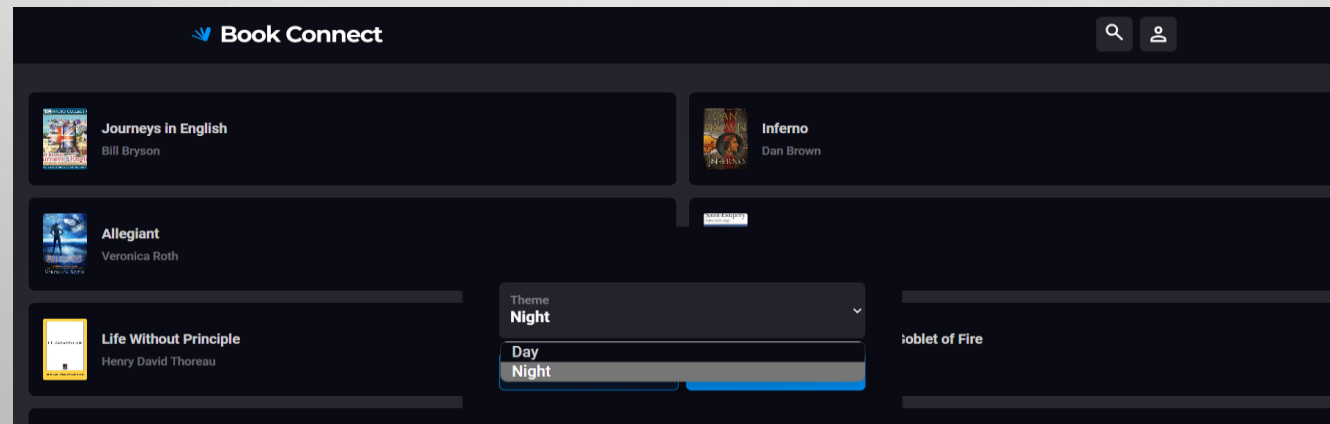 Book Connect
Journeys in English
Bill Bryson
Inferno
Dan Brown
Allegiant
Veronica Roth
Theme
Night
Day
Night
Life Without Principle
Henry David Thoreau
Goblet of Fire